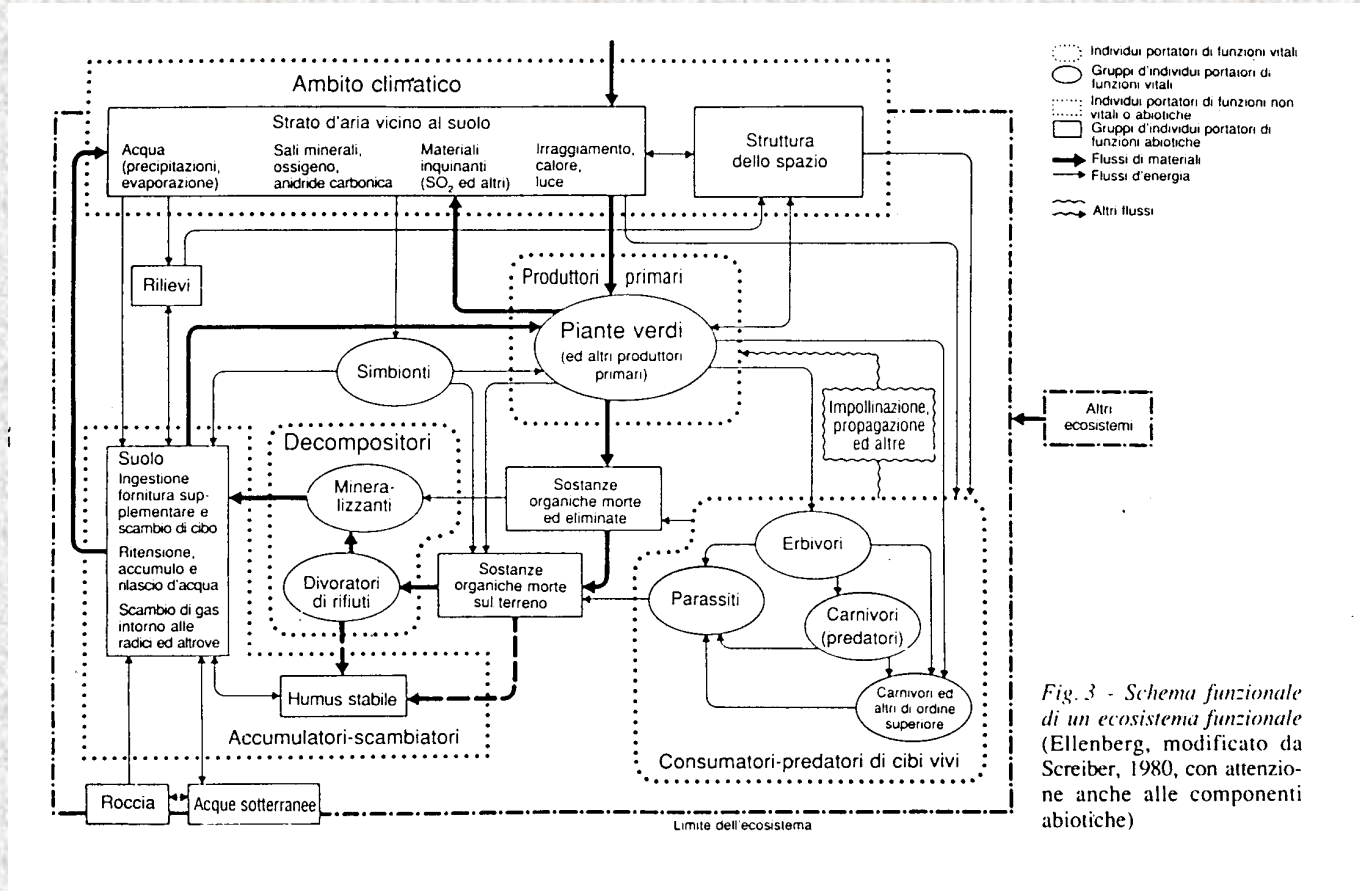 Ambito climatico
Strato d'aria vicino al suolo
Acqua
(precipitazioni,
evaporazione)
Sali minerali,
ossigeno,
anidride carbonica
Materiali
inquinanti
(SO₂ ed altri)
Irraggiamento,
calore,
luce
Struttura
dello spazio
Individui portatori di funzioni vitali
Gruppi d'individui portatori di
funzioni vitali
Individui portatori di funzioni non
vitali o abiotiche
Gruppi d'individui portatori di
funzioni abiotiche
Flussi di materiali
Flussi d'energia
Altri flussi
Rilievi
Produttori primari
Piante verdi
(ed altri produttori
primari)
Simbionti
Impollinazione,
propagazione
ed altre
Altri
ecosistemi
Suolo
Ingestione
fornitura sup-
plementare e
scambio di cibo
Ritensione,
accumulo e
rilascio d'acqua
Scambio di gas
intorno alle
radici ed altrove
Decompositori
Minera-
lizzanti
Divoratori
di rifiuti
Sostanze
organiche morte
ed eliminate
Sostanze
organiche morte
sul terreno
Erbivori
Parassiti
Carnivori
(predatori)
Carnivori ed
altri di ordine
superiore
Consumatori-predatori di cibi vivi
Humus stabile
Accumulatori-scambiatori
Roccia
Acque sotterranee
Limite dell'ecosistema
Fig. 3 - Schema funzionale
di un ecosistema funzionale
(Ellenberg, modificato da
Screiber, 1980, con attenzio-
ne anche alle componenti
abiotiche)